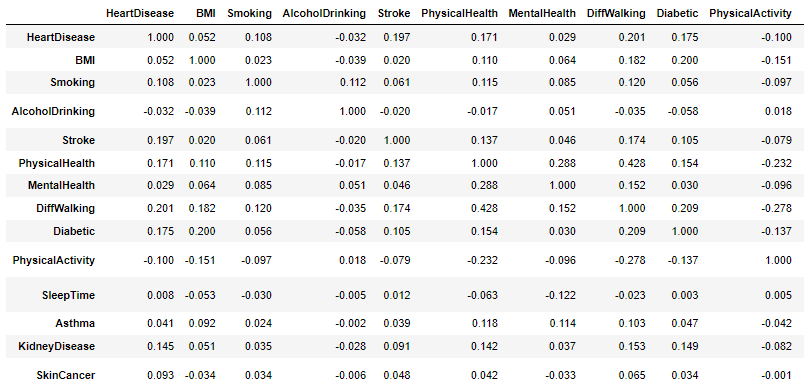 HeartDisease BMI Smoking AlcoholDrinking Stroke PhysicalHealth MentalHealth DiffWalking Diabetic PhysicalActivity
HeartDisease 1.000 0.052 0.108 -0.032 0.197 0.171 0.029 0.201 0.175 -0.100
BMI 0.052 1.000 0.023 -0.039 0.020 0.110 0.064 0.182 0.200 -0.151
Smoking 0.108 0.023 1.000 0.112 0.061 0.115 0.085 0.120 0.056 -0.097
AlcoholDrinking -0.032 -0.039 0.112 1.000 -0.020 -0.017 0.051 -0.035 -0.058 0.018
Stroke 0.197 0.020 0.061 -0.020 1.000 0.137 0.046 0.174 0.105 -0.079
PhysicalHealth 0.171 0.110 0.115 -0.017 0.137 1.000 0.288 0.428 0.154 -0.232
MentalHealth 0.029 0.064 0.085 0.051 0.046 0.288 1.000 0.152 0.030 -0.096
DiffWalking 0.201 0.182 0.120 -0.035 0.174 0.428 0.152 1.000 0.209 -0.278
Diabetic 0.175 0.200 0.056 -0.058 0.105 0.154 0.030 0.209 1.000 -0.137
PhysicalActivity -0.100 -0.151 -0.097 0.018 -0.079 -0.232 -0.096 -0.278 -0.137 1.000
SleepTime 0.008 -0.053 -0.030 -0.005 0.012 -0.063 -0.122 -0.023 0.003 0.005
Asthma 0.041 0.092 0.024 -0.002 0.039 0.118 0.114 0.103 0.047 -0.042
KidneyDisease 0.145 0.051 0.035 -0.028 0.091 0.142 0.037 0.153 0.149 -0.082
SkinCancer 0.093 -0.034 0.034 -0.006 0.048 0.042 -0.033 0.065 0.034 -0.001